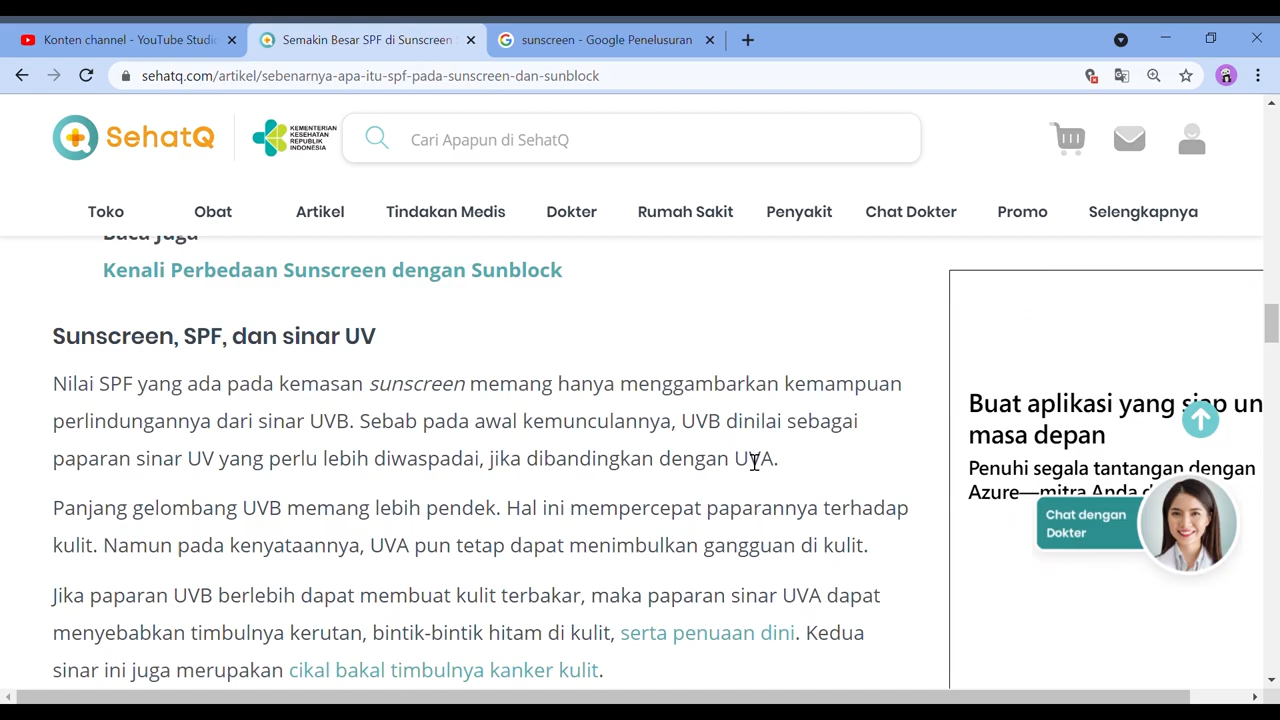 Konten channel - YouTube Studi
Semakin Besar SPF di Sunscreen
sunscreen - Google Penelusuran
sehatq.com/artikel/sebenarnya-apa-itu-spf-pada-sunscreen-dan-sunblock
SehatQ
KEMENTERIAN
KESEHATAN
REPUBLIK
INDONESIA
Cari Apapun di SehatQ
Toko Obat Artikel Tindakan Medis Dokter Rumah Sakit Penyakit Chat Dokter Promo Selengkapnya
Baca Juga
Kenali Perbedaan Sunscreen dengan Sunblock
Sunscreen, SPF, dan sinar UV
Nilai SPF yang ada pada kemasan sunscreen memang hanya menggambarkan kemampuan
perlindungannya dari sinar UVB. Sebab pada awal kemunculannya, UVB dinilai sebagai
paparan sinar UV yang perlu lebih diwaspadai, jika dibandingkan dengan UVA.
Panjang gelombang UVB memang lebih pendek. Hal ini mempercepat paparannya terhadap
kulit. Namun pada kenyataannya, UVA pun tetap dapat menimbulkan gangguan di kulit.
Jika paparan UVB berlebih dapat membuat kulit terbakar, maka paparan sinar UVA dapat
menyebabkan timbulnya kerutan, bintik-bintik hitam di kulit, serta penuaan dini. Kedua
sinar ini juga merupakan cikal bakal timbulnya kanker kulit.
Buat aplikasi yang siap un
masa depan
Penuhi segala tantangan dengan
Azure—mitra Anda d
Chat dengan
Dokter